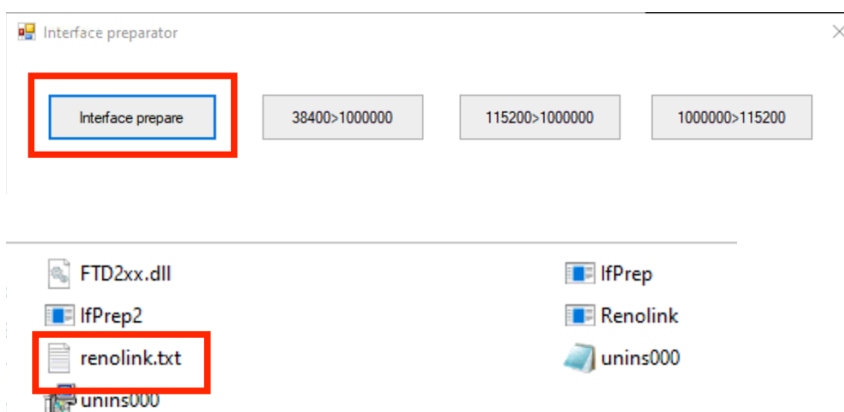 Interface preparator
Interface prepare
38400>1000000
115200>1000000
1000000>115200
FTD2xx.dll
IfPrep
IfPrep2
Renolink
renolink.txt
unins000
unins000